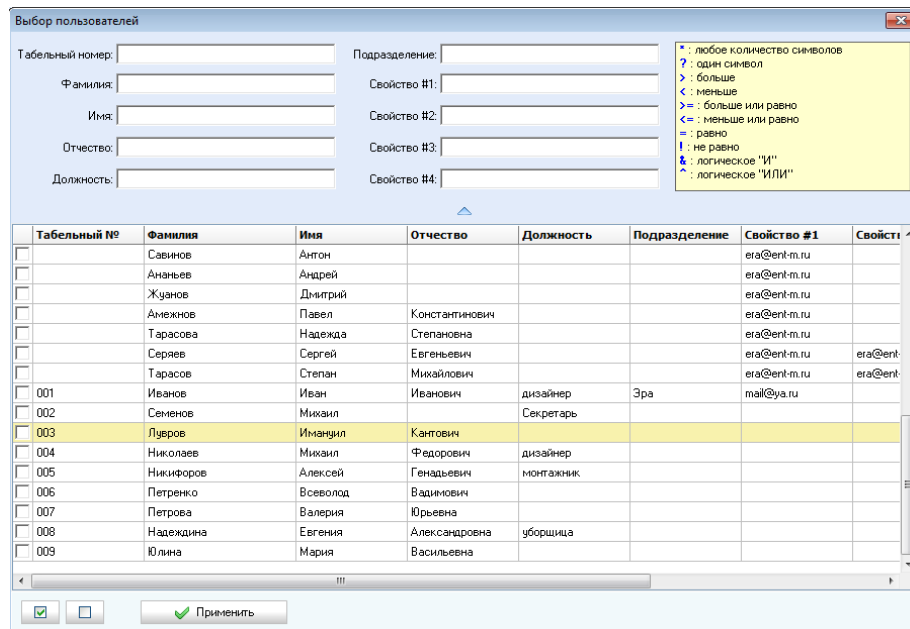 Выбор пользователей
Табельный номер:
Фамилия:
Имя:
Отчество:
Должность:
Подразделение:
Свойство #1:
Свойство #2:
Свойство #3:
Свойство #4:
* : любое количество символов
? : один символ
> : больше
< : меньше
>= : больше или равно
<= : меньше или равно
= : равно
! : не равно
& : логическое "И"
^ : логическое "ИЛИ"
Табельный № Фамилия Имя Отчество Должность Подразделение Свойство #1 Свойсти
Савинов Антон era@ent-m.ru
Ананьев Андрей era@ent-m.ru
Жуанов Дмитрий era@ent-m.ru
Амежнов Павел Константинович era@ent-m.ru
Тарасова Надежда Степановна era@ent-m.ru
Серяев Сергей Евгеньевич era@ent-m.ru era@ent-
Тарасов Степан Михайлович era@ent-m.ru era@ent-
001 Иванов Иван Иванович дизайнер Эра mail@ya.ru
002 Семенов Михаил Секретарь
003 Лувров Имануил Кантович
004 Николаев Михаил Федорович дизайнер
005 Никифоров Алексей Генадьевич монтажник
006 Петренко Всеволод Вадимович
007 Петрова Валерия Юрьевна
008 Надеждина Евгения Александровна уборщица
009 Юлина Мария Васильевна
Применить